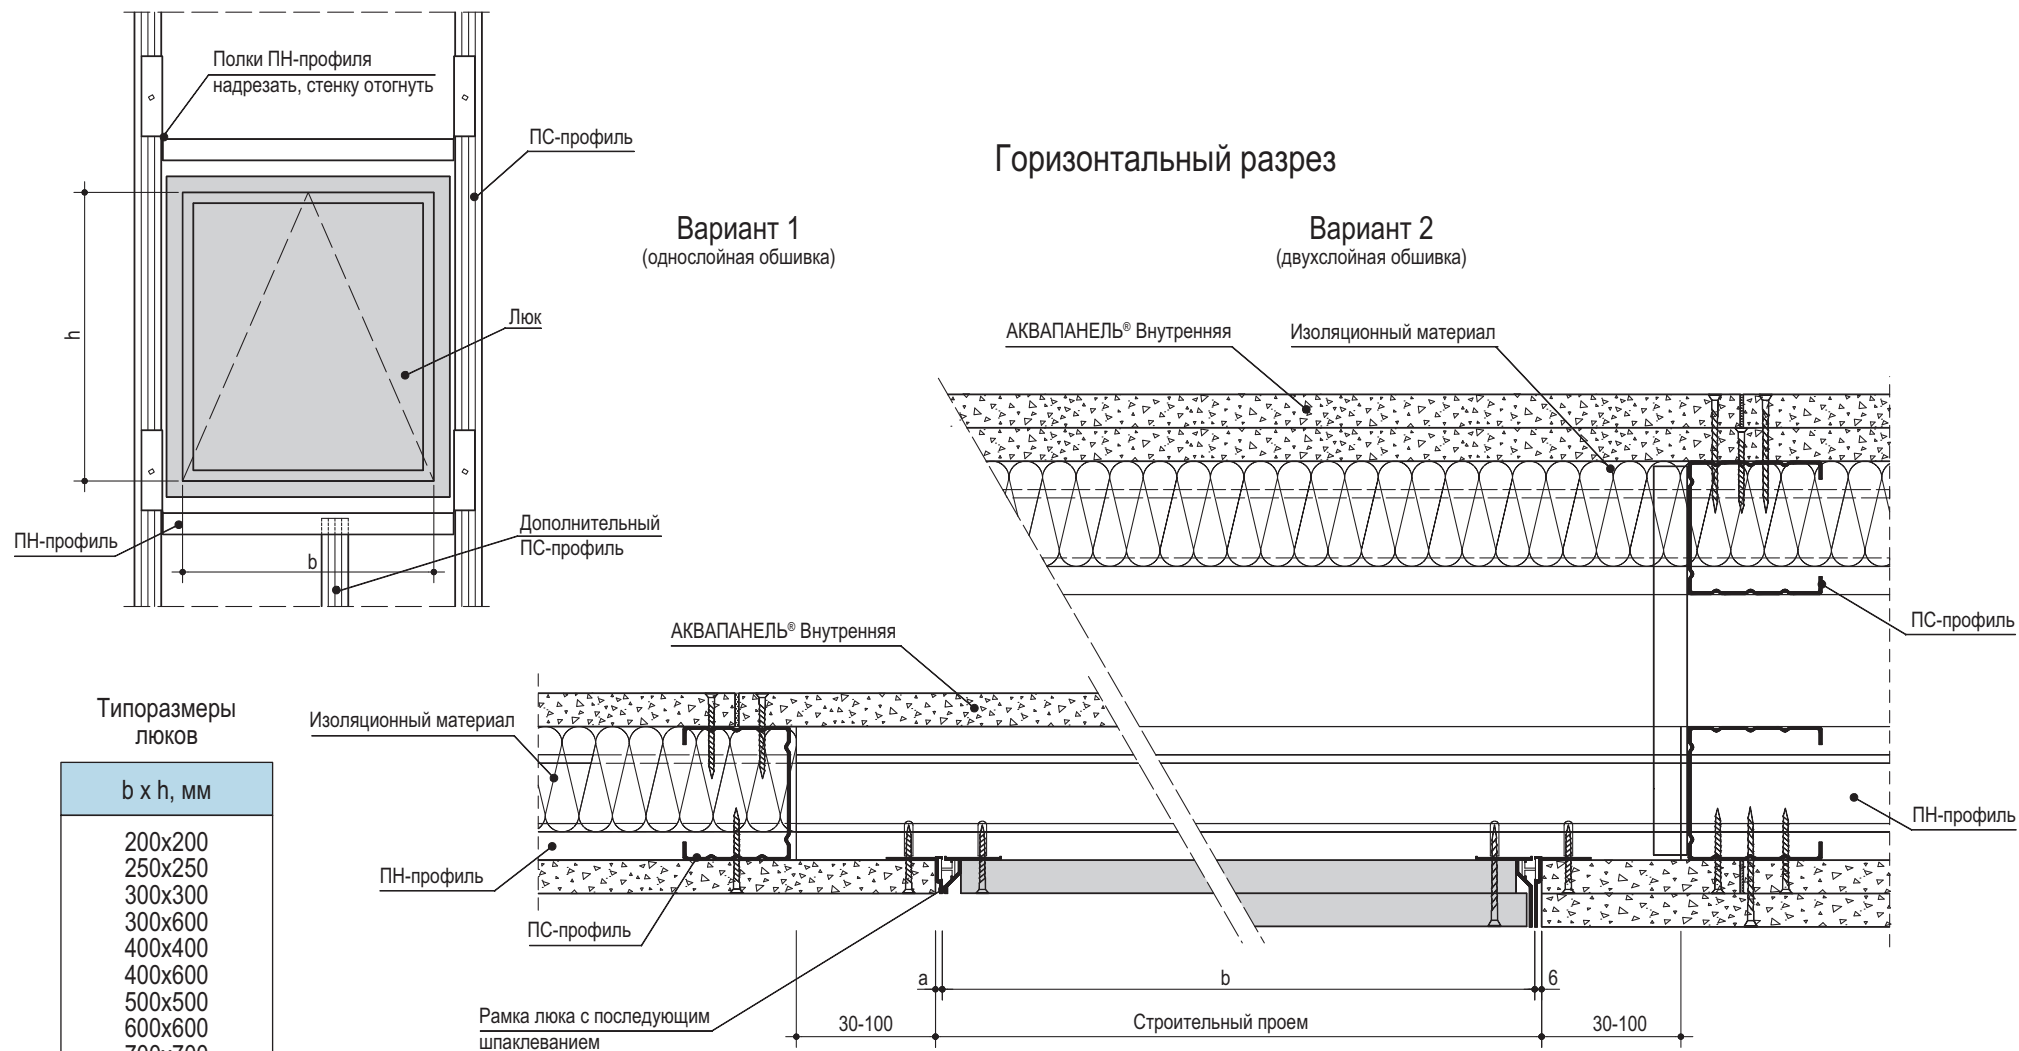 Полки ПН-профиля
надрезать, стенку отогнуть
ПС-профиль
h
Люк
ПН-профиль
Дополнительный
ПС-профиль
b
Горизонтальный разрез
Вариант 1
(однослойная обшивка)
Вариант 2
(двухслойная обшивка)
АКВАПАНЕЛЬ® Внутренняя
Изоляционный материал
ПС-профиль
ПН-профиль
АКВАПАНЕЛЬ® Внутренняя
Изоляционный материал
ПН-профиль
ПС-профиль
Рамка люка с последующим
шпаклеванием
a
b
6
30-100
Строительный проем
30-100
Типоразмеры
люков
b x h, мм
200x200
250x250
300x300
300x600
400x400
400x600
500x500
600x600
700x700